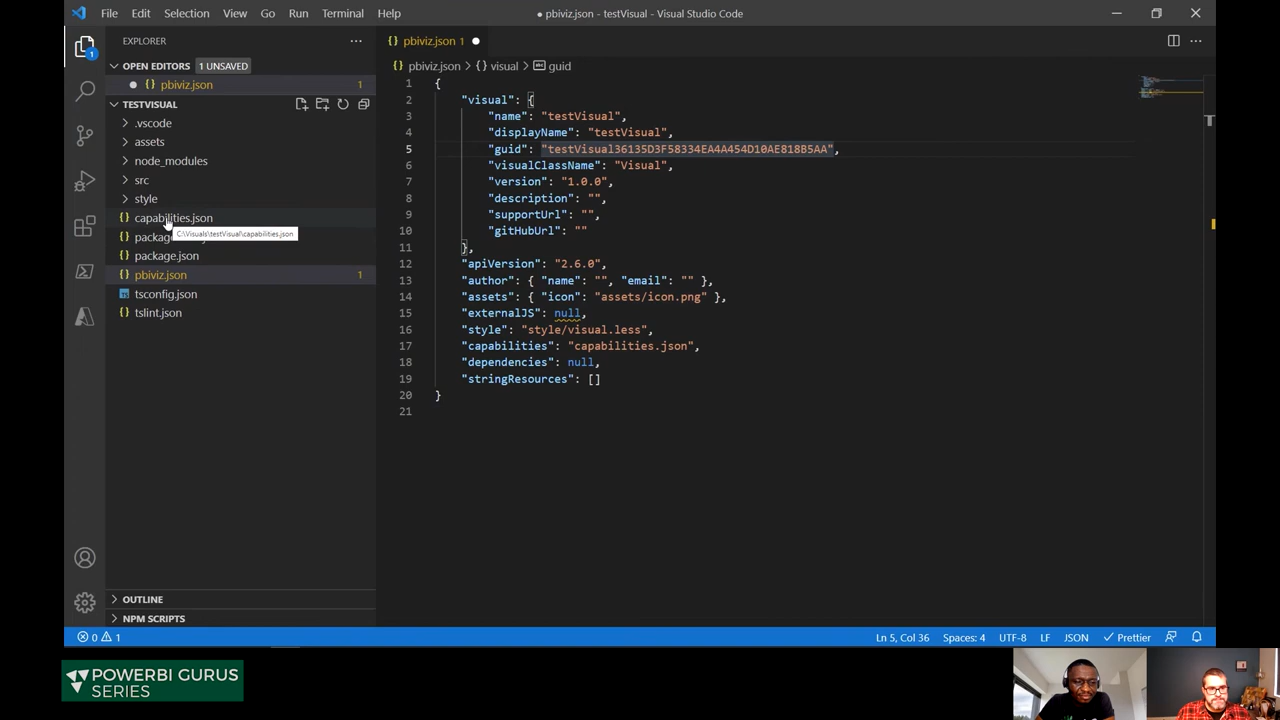 File Edit Selection View Go Run Terminal Help
● pbiviz.json - testVisual - Visual Studio Code
EXPLORER
OPEN EDITORS 1 UNSAVED
{} pbiviz.json 1
TESTVISUAL
.vscode
assets
node_modules
src
style
{} capabilities.json
C:\Visuals\testVisual\capabilities.json
{} package.json
{} pbiviz.json 1
tsconfig.json
{} tslint.json
OUTLINE
NPM SCRIPTS
1
{} pbiviz.json 1 ●
{} pbiviz.json > {} visual > guid
1 {
2 "visual": {
3 "name": "testVisual",
4 "displayName": "testVisual",
5 "guid": "testVisual36135D3F58334EA4A454D10AE818B5AA",
6 "visualClassName": "Visual",
7 "version": "1.0.0",
8 "description": "",
9 "supportUrl": "",
10 "gitHubUrl": ""
11 },
12 "apiVersion": "2.6.0",
13 "author": { "name": "", "email": "" },
14 "assets": { "icon": "assets/icon.png" },
15 "externalJS": null,
16 "style": "style/visual.less",
17 "capabilities": "capabilities.json",
18 "dependencies": null,
19 "stringResources": []
20 }
21
0 1
Ln 5, Col 36 Spaces: 4 UTF-8 LF JSON Prettier
POWERBI GURUS
SERIES